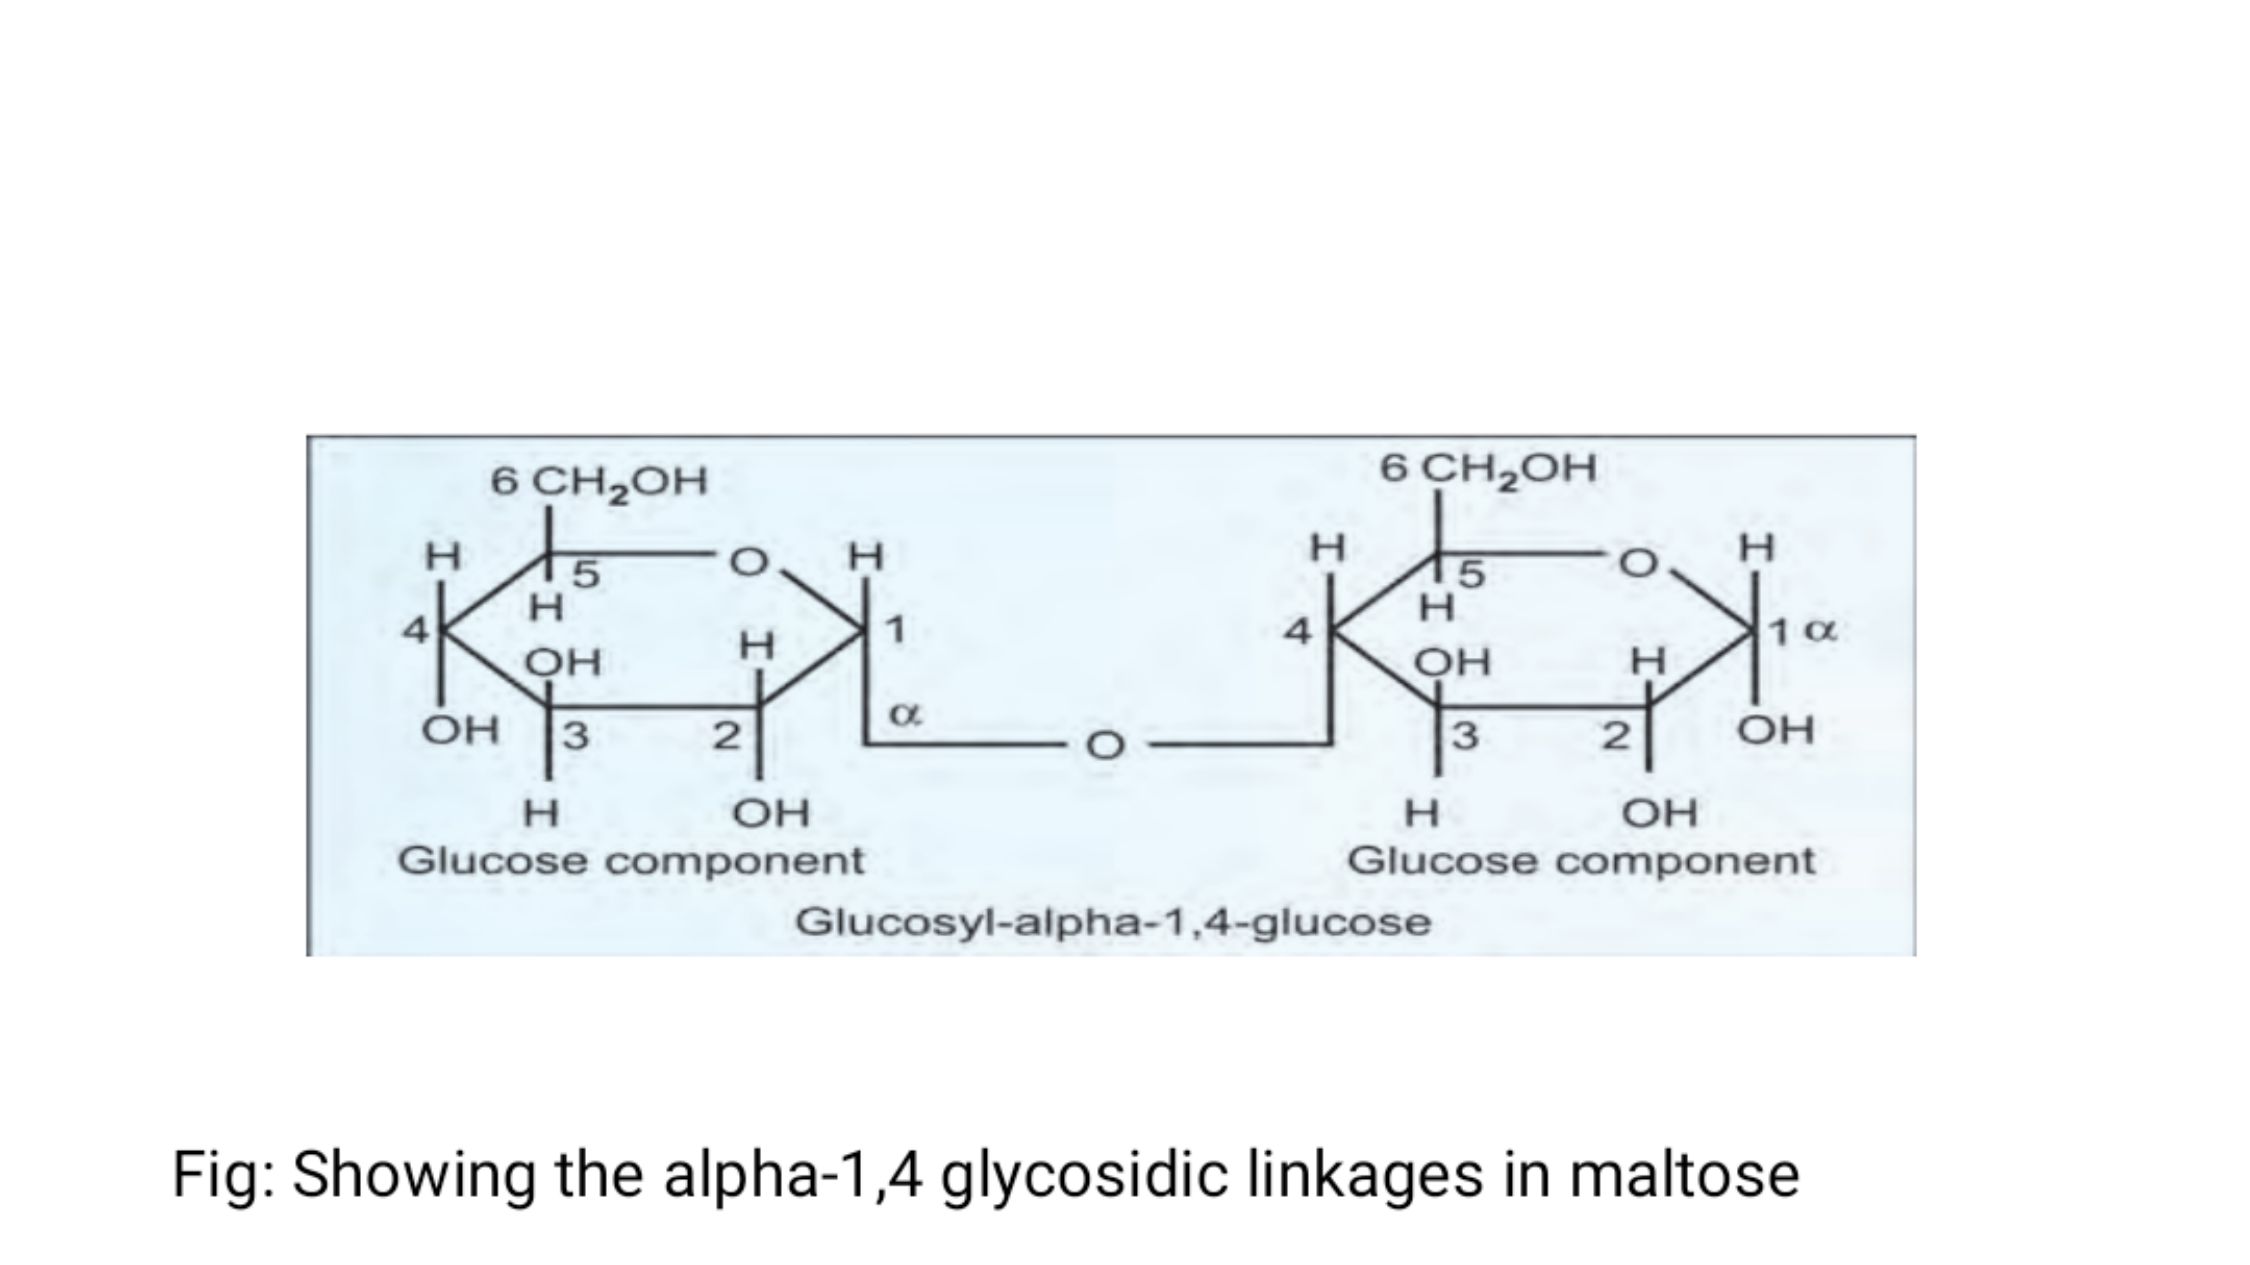 6 CH₂OH 6 CH₂OH
H 5 O H H 5 O H
4 H 1 4 H 1 α
OH H OH H
OH 3 2 α O 3 2 OH
H OH H OH
Glucose component Glucose component
Glucosyl-alpha-1,4-glucose
Fig: Showing the alpha-1,4 glycosidic linkages in maltose